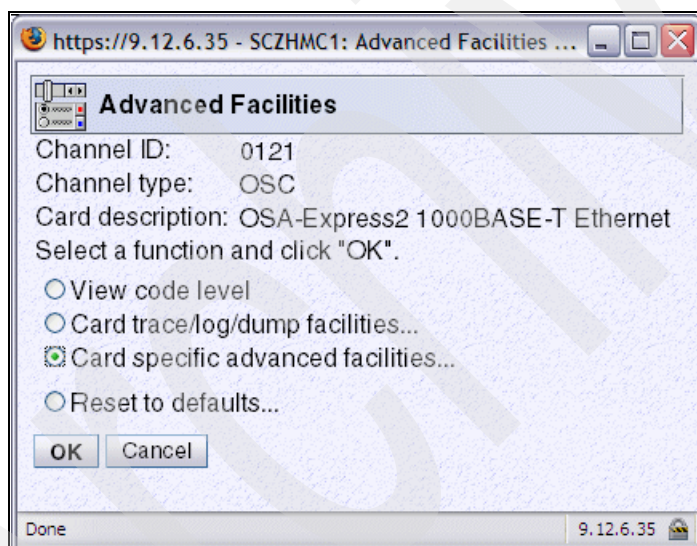 https://9.12.6.35 - SCZHMC1: Advanced Facilities ...
Advanced Facilities
Channel ID: 0121
Channel type: OSC
Card description: OSA-Express2 1000BASE-T Ethernet
Select a function and click "OK".
View code level
Card trace/log/dump facilities...
Card specific advanced facilities...
Reset to defaults...
OK Cancel
Done 9.12.6.35